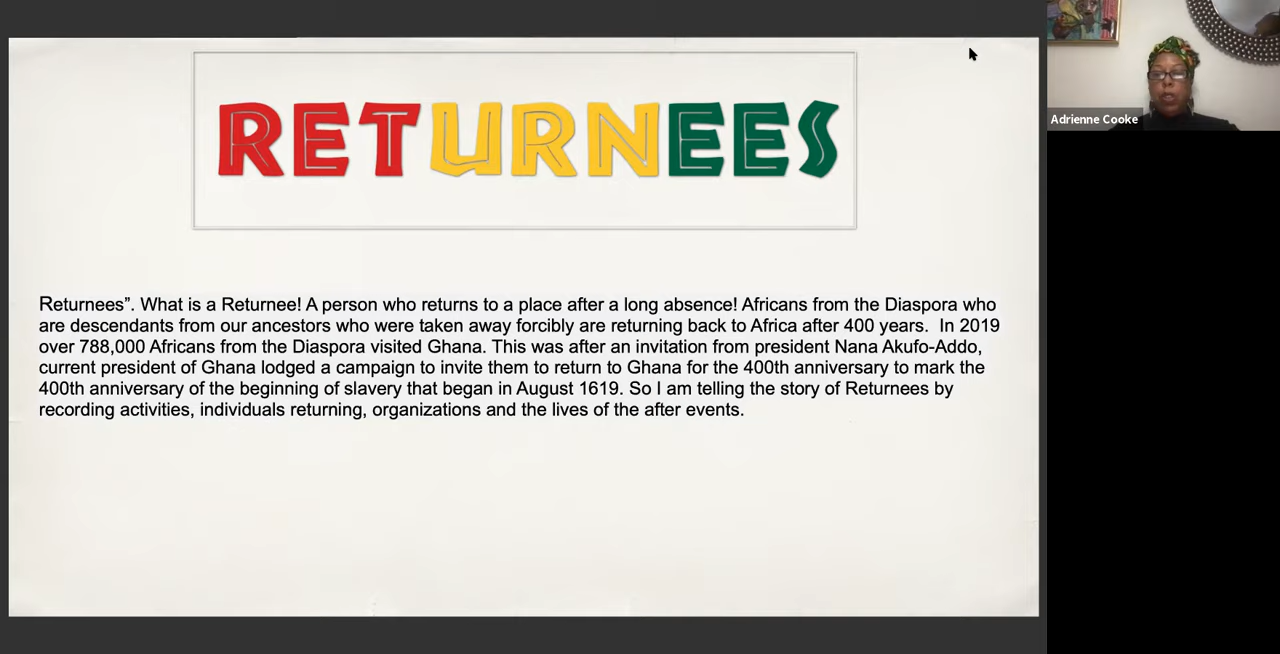 RETURNEES
Returnees”. What is a Returnee! A person who returns to a place after a long absence! Africans from the Diaspora who
are descendants from our ancestors who were taken away forcibly are returning back to Africa after 400 years.  In 2019
over 788,000 Africans from the Diaspora visited Ghana. This was after an invitation from president Nana Akufo-Addo,
current president of Ghana lodged a campaign to invite them to return to Ghana for the 400th anniversary to mark the
400th anniversary of the beginning of slavery that began in August 1619. So I am telling the story of Returnees by
recording activities, individuals returning, organizations and the lives of the after events.
Adrienne Cooke